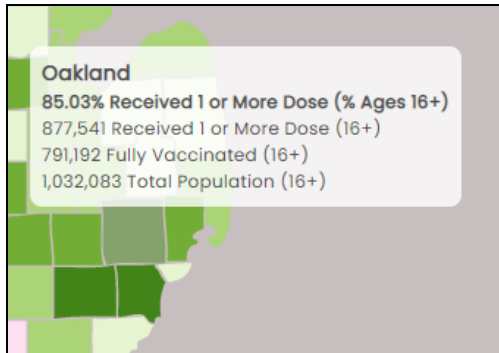 Oakland
85.03% Received 1 or More Dose (% Ages 16+)
877,541 Received 1 or More Dose (16+)
791,192 Fully Vaccinated (16+)
1,032,083 Total Population (16+)